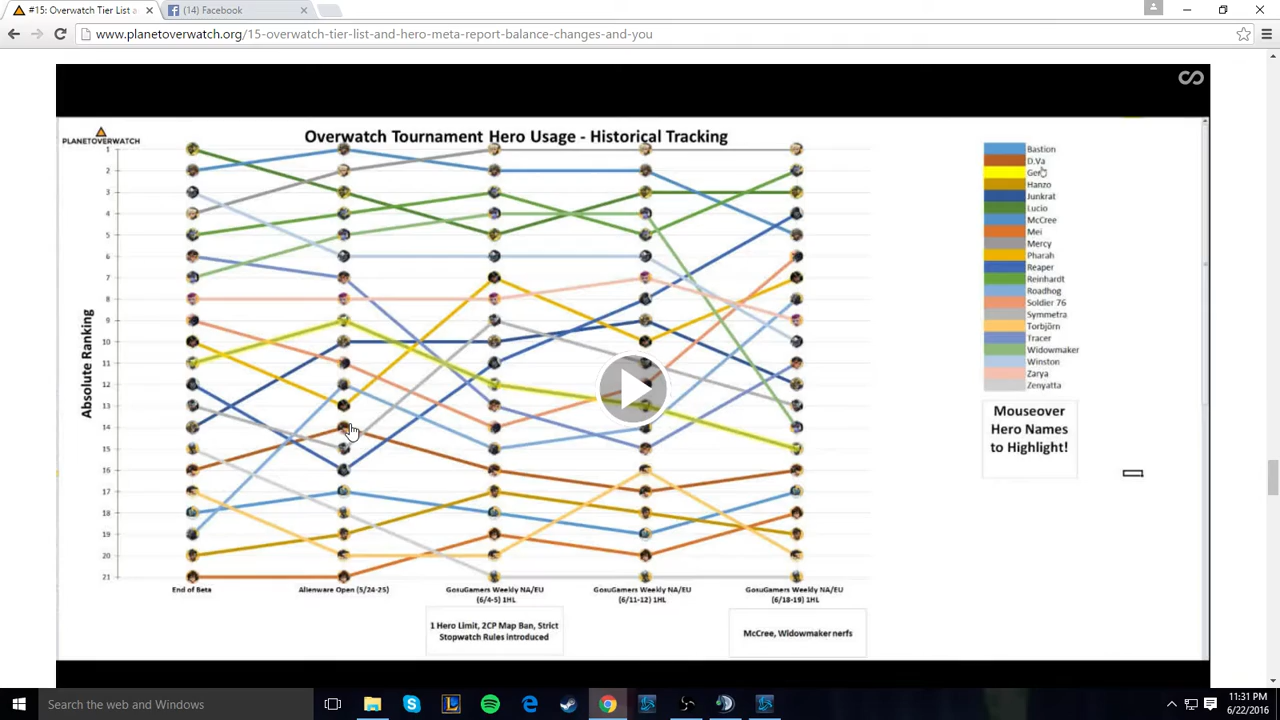 #15: Overwatch Tier List a
(14) Facebook
www.planetoverwatch.org/15-overwatch-tier-list-and-hero-meta-report-balance-changes-and-you
PLANETOVERWATCH
Overwatch Tournament Hero Usage - Historical Tracking
Absolute Ranking
1
2
3
4
5
6
7
8
9
10
11
12
13
14
15
16
17
18
19
20
21
End of Beta
Alienware Open (5/24-25)
GosuGamers Weekly NA/EU
(6/4-5) 1HL
GosuGamers Weekly NA/EU
(6/11-12) 1HL
GosuGamers Weekly NA/EU
(6/18-19) 1HL
1 Hero Limit, 2CP Map Ban, Strict
Stopwatch Rules introduced
McCree, Widowmaker nerfs
Bastion
D.Va
Hanzo
Junkrat
Lucio
McCree
Mei
Mercy
Pharah
Reaper
Reinhardt
Roadhog
Soldier 76
Symmetra
Torbjörn
Tracer
Widowmaker
Winston
Zarya
Zenyatta
Mouseover
Hero Names
to Highlight!
Search the web and Windows
11:31 PM
6/22/2016